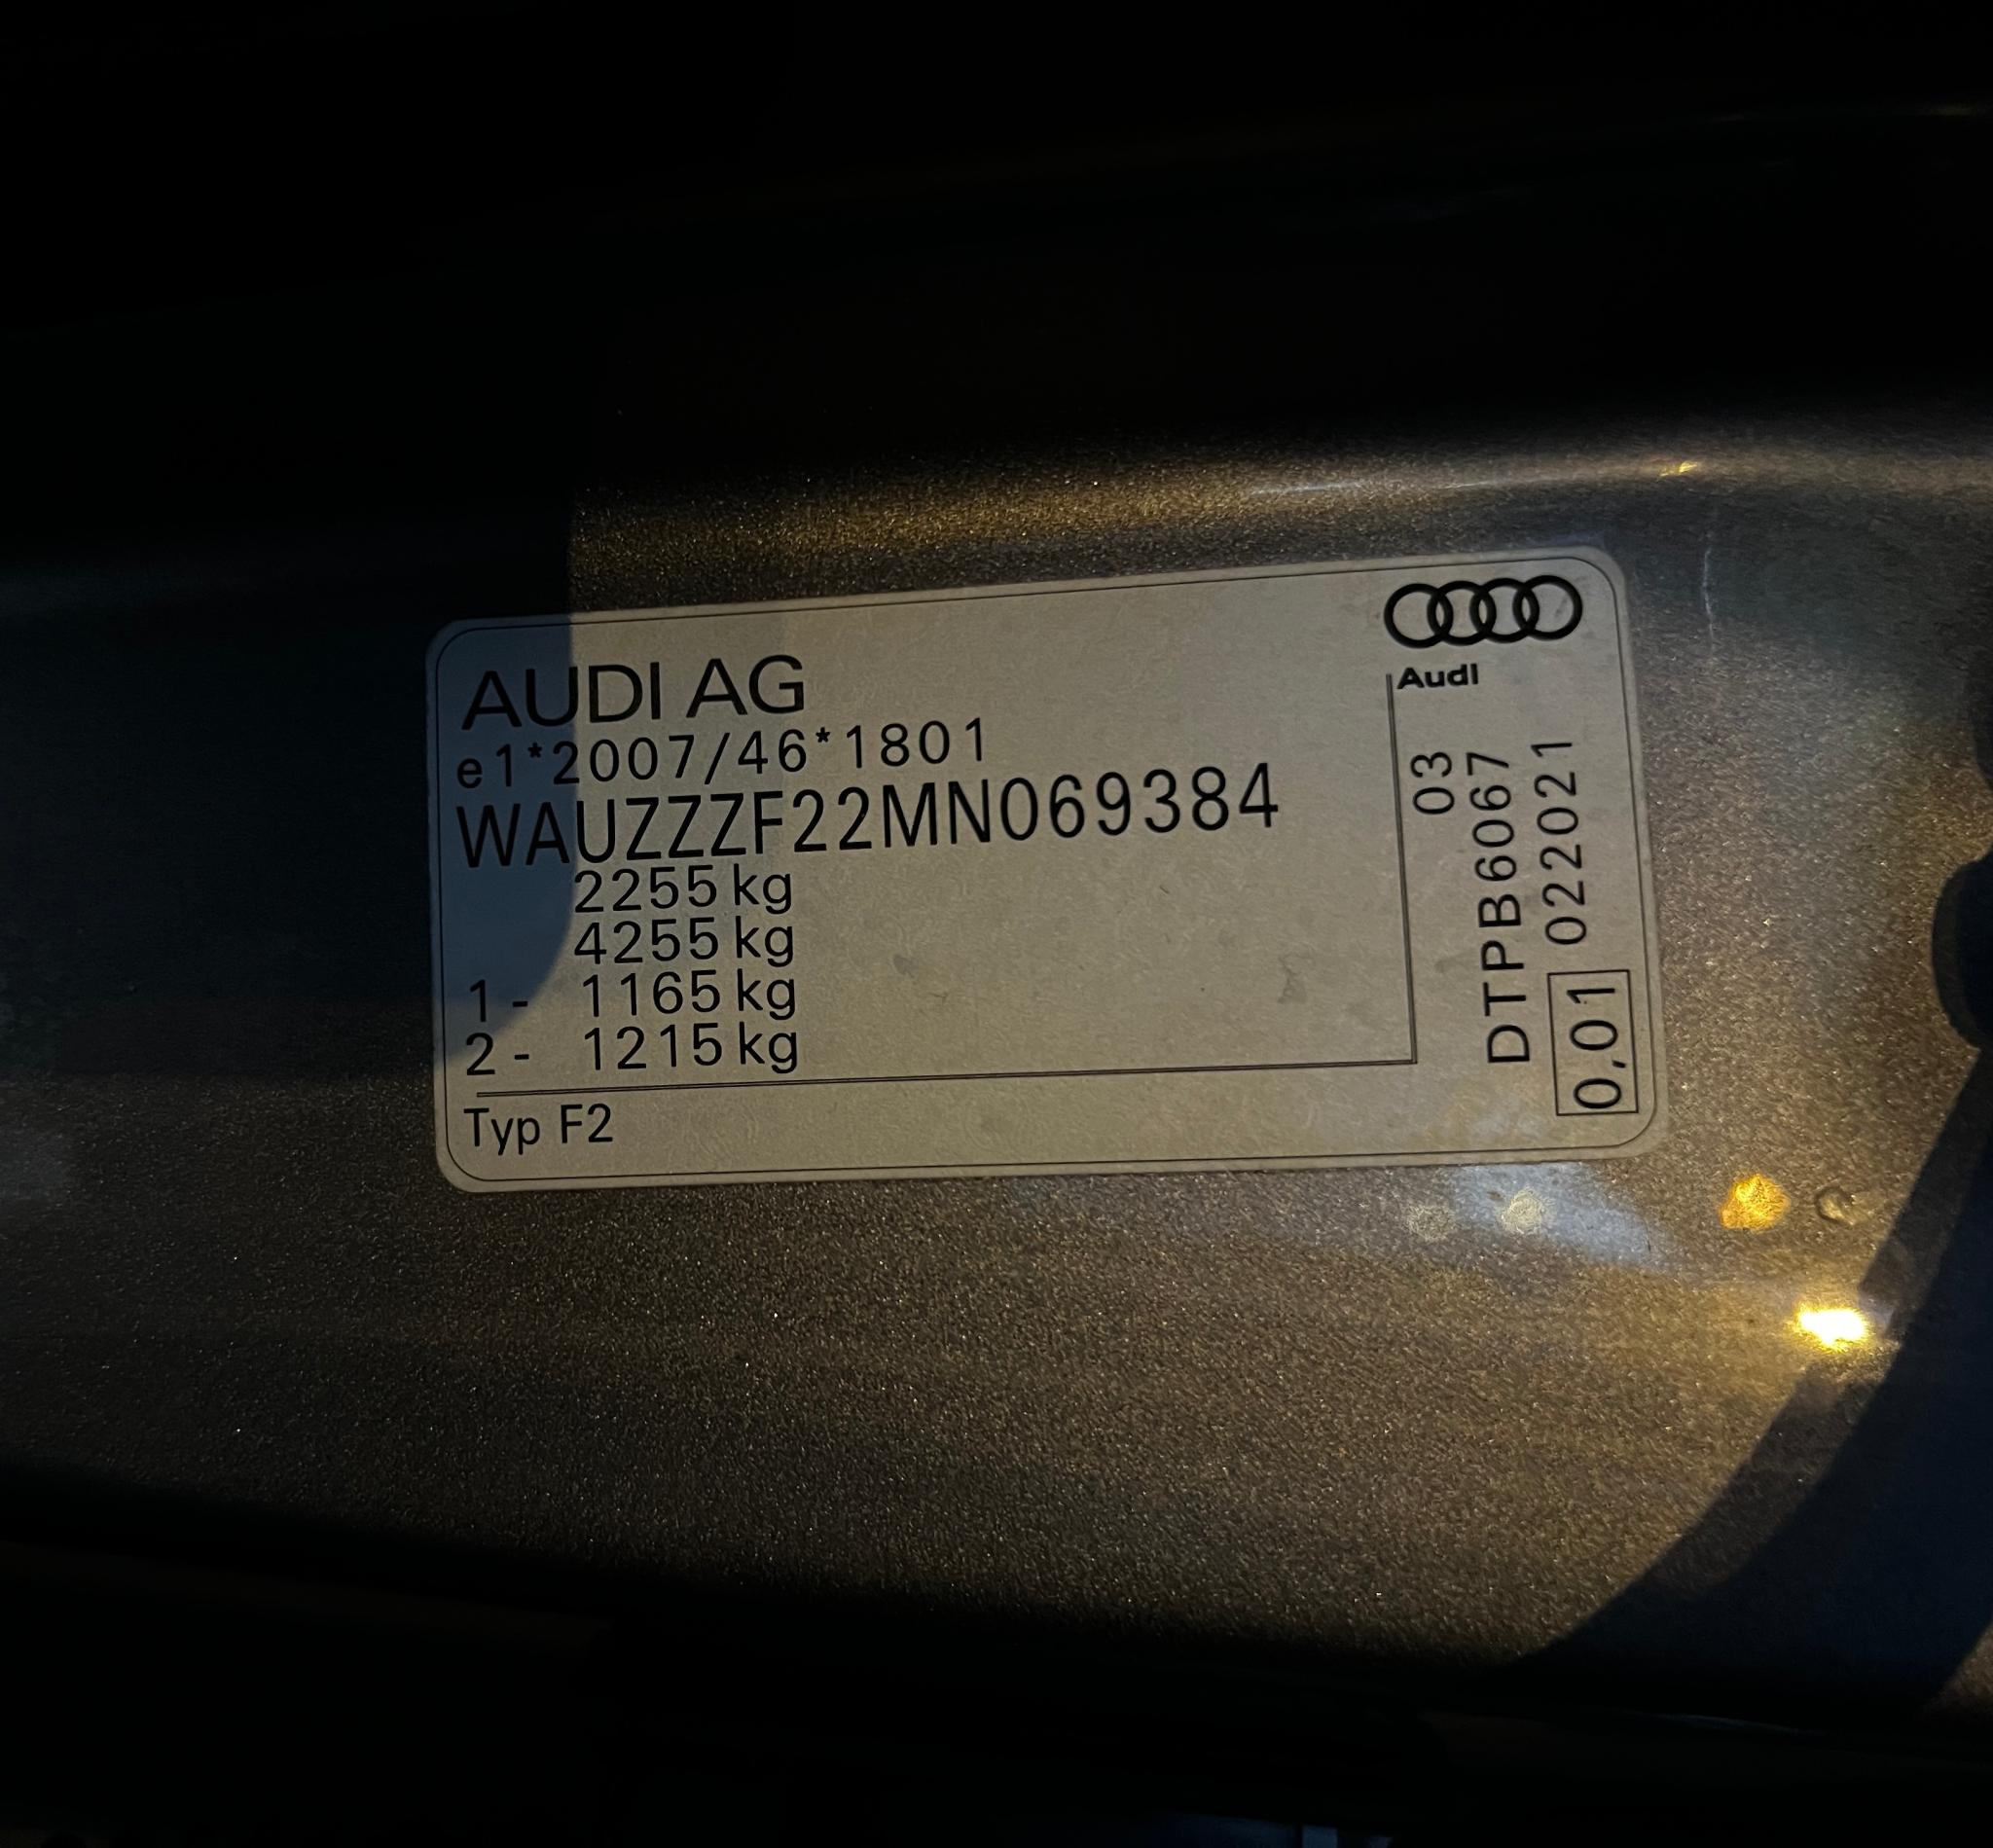 AUDI AG
e1*2007/46*1801
WAUZZZF22MN069384
2255 kg
4255 kg
1 - 1165 kg
2 - 1215 kg
Typ F2
Audi
03
DTPB6067
0,01 022021